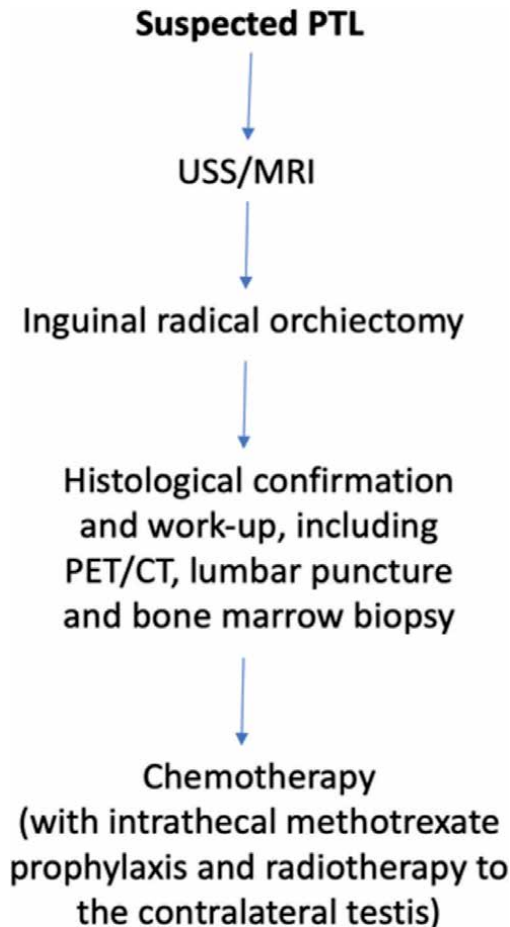 Suspected PTL
USS/MRI
Inguinal radical orchiectomy
Histological confirmation
and work-up, including
PET/CT, lumbar puncture
and bone marrow biopsy
Chemotherapy
(with intrathecal methotrexate
prophylaxis and radiotherapy to
the contralateral testis)